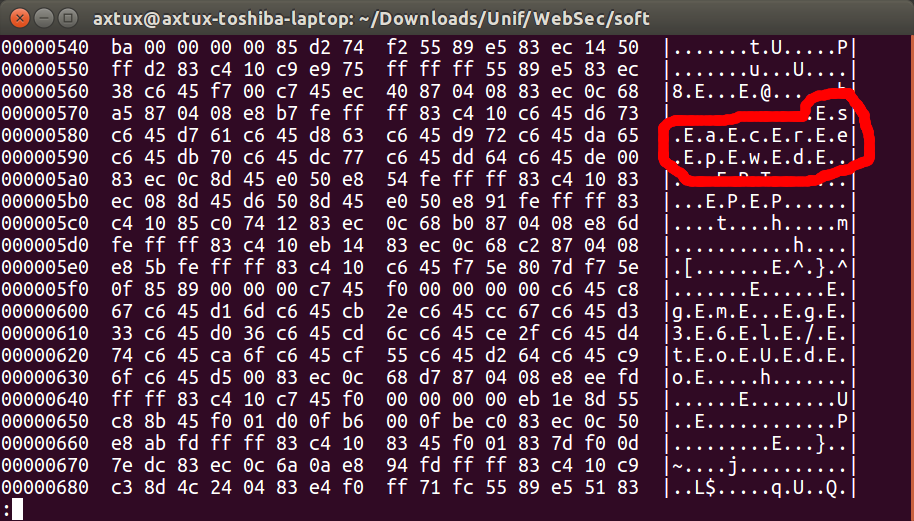 axtux@axtux-toshiba-laptop: ~/Downloads/Unif/WebSec/soft
00000540 ba 00 00 00 00 85 d2 74 f2 55 89 e5 83 ec 14 50 |.......t.U.....P|
00000550 ff d2 83 c4 10 c9 e9 75 ff ff ff 55 89 e5 83 ec |.......u...U....|
00000560 38 c6 45 f7 00 c7 45 ec 40 87 04 08 83 ec 0c 68 |8.E...E.@......h|
00000570 a5 87 04 08 e8 b7 fe ff ff 83 c4 10 c6 45 d6 73 |.............E.s|
00000580 c6 45 d7 61 c6 45 d8 63 c6 45 d9 72 c6 45 da 65 |.E.a.E.c.E.r.E.e|
00000590 c6 45 db 70 c6 45 dc 77 c6 45 dd 64 c6 45 de 00 |.E.p.E.w.E.d.E..|
000005a0 83 ec 0c 8d 45 e0 50 e8 54 fe ff ff 83 c4 10 83 |....E.P.T.......|
000005b0 ec 08 8d 45 d6 50 8d 45 e0 50 e8 91 fe ff ff 83 |...E.P.E.P......|
000005c0 c4 10 85 c0 74 12 83 ec 0c 68 b0 87 04 08 e8 6d |....t....h.....m|
000005d0 fe ff ff 83 c4 10 eb 14 83 ec 0c 68 c2 87 04 08 |...........h....|
000005e0 e8 5b fe ff ff 83 c4 10 c6 45 f7 5e 80 7d f7 5e |.[.......E.^.}.^|
000005f0 0f 85 89 00 00 00 c7 45 f0 00 00 00 00 c6 45 c8 |.......E......E.|
00000600 67 c6 45 d1 6d c6 45 cb 2e c6 45 cc 67 c6 45 d3 |g.E.m.E...E.g.E.|
00000610 33 c6 45 d0 36 c6 45 cd 6c c6 45 ce 2f c6 45 d4 |3.E.6.E.l.E./.E.|
00000620 74 c6 45 ca 6f c6 45 cf 55 c6 45 d2 64 c6 45 c9 |t.E.o.E.U.E.d.E.|
00000630 6f c6 45 d5 00 83 ec 0c 68 d7 87 04 08 e8 ee fd |o.E.....h.......|
00000640 ff ff 83 c4 10 c7 45 f0 00 00 00 00 eb 1e 8d 55 |......E........U|
00000650 c8 8b 45 f0 01 d0 0f b6 00 0f be c0 83 ec 0c 50 |..E............P|
00000660 e8 ab fd ff ff 83 c4 10 83 45 f0 01 83 7d f0 0d |.........E...}..|
00000670 7e dc 83 ec 0c 6a 0a e8 94 fd ff ff 83 c4 10 c9 |~....j..........|
00000680 c3 8d 4c 24 04 83 e4 f0 ff 71 fc 55 89 e5 51 83 |..L$.....q.U..Q.|
: